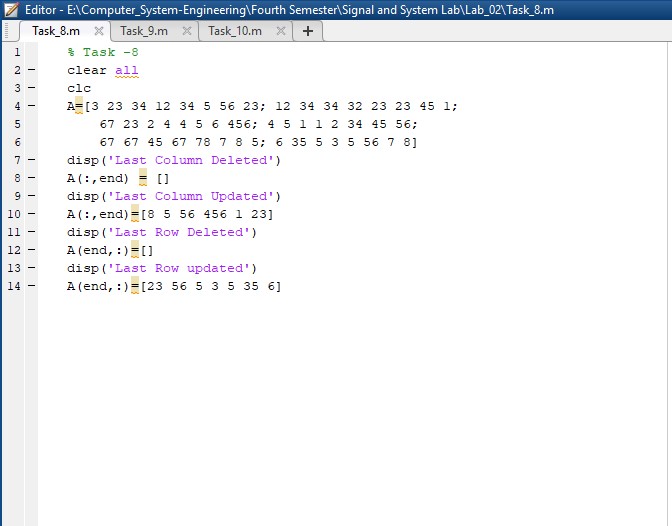 Editor - E:\Computer_System-Engineering\Fourth Semester\Signal and System Lab\Lab_02\Task_8.m
Task_8.m × Task_9.m × Task_10.m × +
1 % Task -8
2 - clear all
3 - clc
4 - A=[3 23 34 12 34 5 56 23; 12 34 34 32 23 23 45 1;
5 67 23 2 4 4 5 6 456; 4 5 1 1 2 34 45 56;
6 67 67 45 67 78 7 8 5; 6 35 5 3 5 56 7 8]
7 - disp('Last Column Deleted')
8 - A(:,end) = []
9 - disp('Last Column Updated')
10 - A(:,end)=[8 5 56 456 1 23]
11 - disp('Last Row Deleted')
12 - A(end,:)=[]
13 - disp('Last Row updated')
14 - A(end,:)=[23 56 5 3 5 35 6]